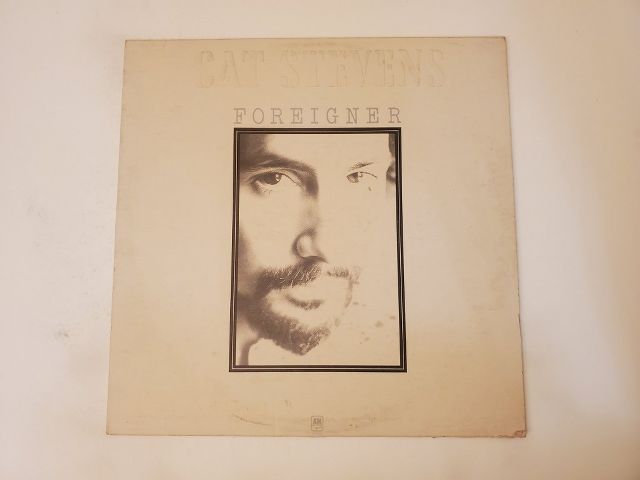 CAT STEVENS
FOREIGNER
A&M